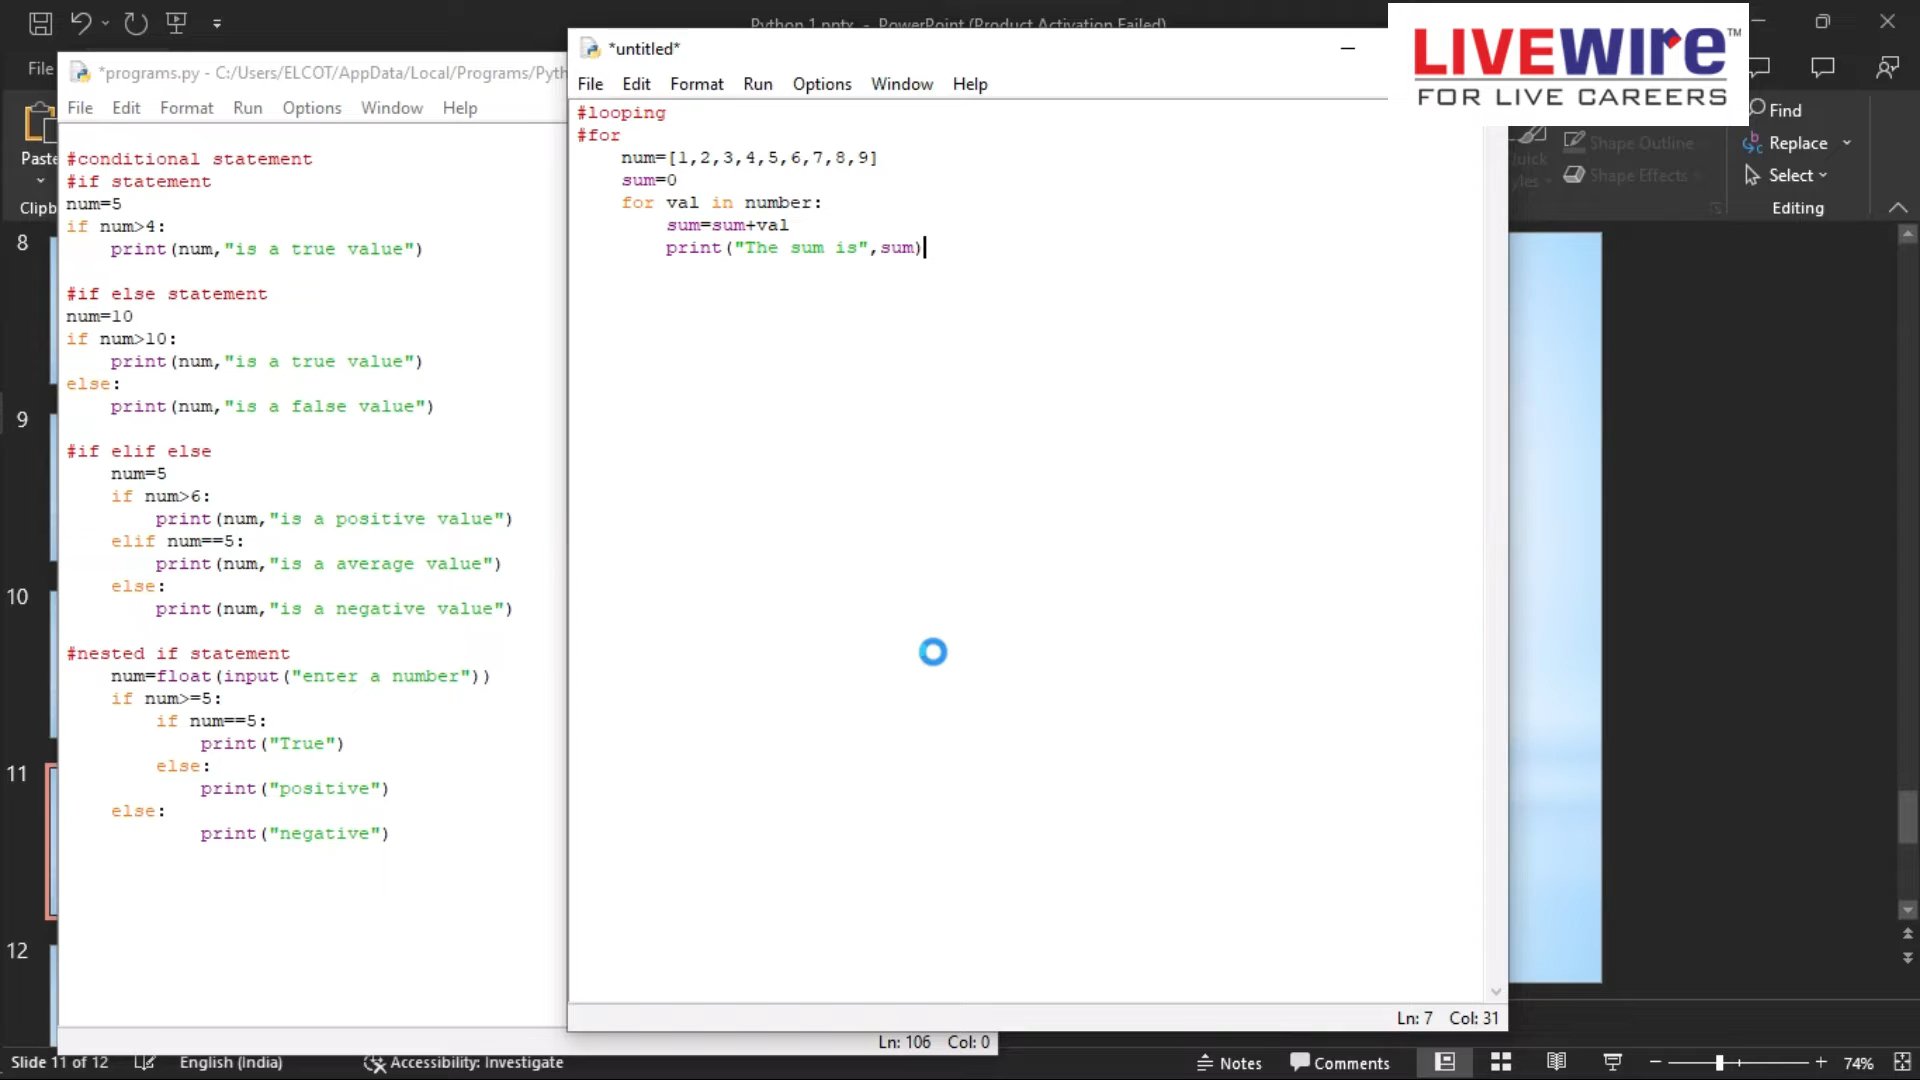 Python 1.pptx - PowerPoint (Product Activation Failed)
File
*programs.py - C:/Users/ELCOT/AppData/Local/Programs/Pyth
File Edit Format Run Options Window Help
Paste
Clipb
#conditional statement
#if statement
num=5
if num>4:
print(num,"is a true value")
#if else statement
num=10
if num>10:
print(num,"is a true value")
else:
print(num,"is a false value")
#if elif else
num=5
if num>6:
print(num,"is a positive value")
elif num==5:
print(num,"is a average value")
else:
print(num,"is a negative value")
#nested if statement
num=float(input("enter a number"))
if num>=5:
if num==5:
print("True")
else:
print("positive")
else:
print("negative")
Ln: 106 Col: 0
*untitled*
File Edit Format Run Options Window Help
#looping
#for
num=[1,2,3,4,5,6,7,8,9]
sum=0
for val in number:
sum=sum+val
print("The sum is",sum)
Ln: 7 Col: 31
LIVEWIRE™
FOR LIVE CAREERS
Find
Shape Outline
Replace
Shape Effects
Select
Editing
8
9
10
11
12
Slide 11 of 12
English (India)
Accessibility: Investigate
Notes
Comments
74%